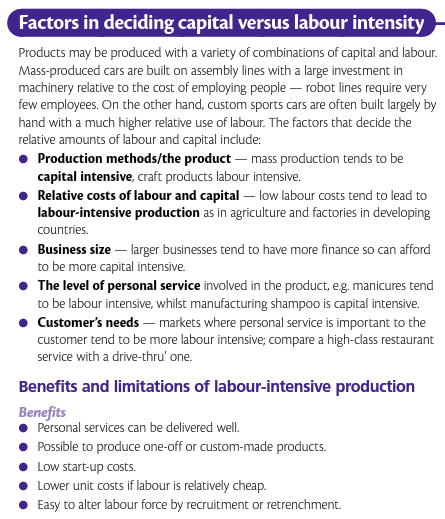 Factors in deciding capital versus labour intensity
Products may be produced with a variety of combinations of capital and labour.
Mass-produced cars are built on assembly lines with a large investment in
machinery relative to the cost of employing people — robot lines require very
few employees. On the other hand, custom sports cars are often built largely by
hand with a much higher relative use of labour. The factors that decide the
relative amounts of labour and capital include:
● Production methods/the product — mass production tends to be
capital intensive, craft products labour intensive.
● Relative costs of labour and capital — low labour costs tend to lead to
labour-intensive production as in agriculture and factories in developing
countries.
● Business size — larger businesses tend to have more finance so can afford
to be more capital intensive.
● The level of personal service involved in the product, e.g. manicures tend
to be labour intensive, whilst manufacturing shampoo is capital intensive.
● Customer's needs — markets where personal service is important to the
customer tend to be more labour intensive; compare a high-class restaurant
service with a drive-thru' one.
Benefits and limitations of labour-intensive production
Benefits
● Personal services can be delivered well.
● Possible to produce one-off or custom-made products.
● Low start-up costs.
● Lower unit costs if labour is relatively cheap.
● Easy to alter labour force by recruitment or retrenchment.